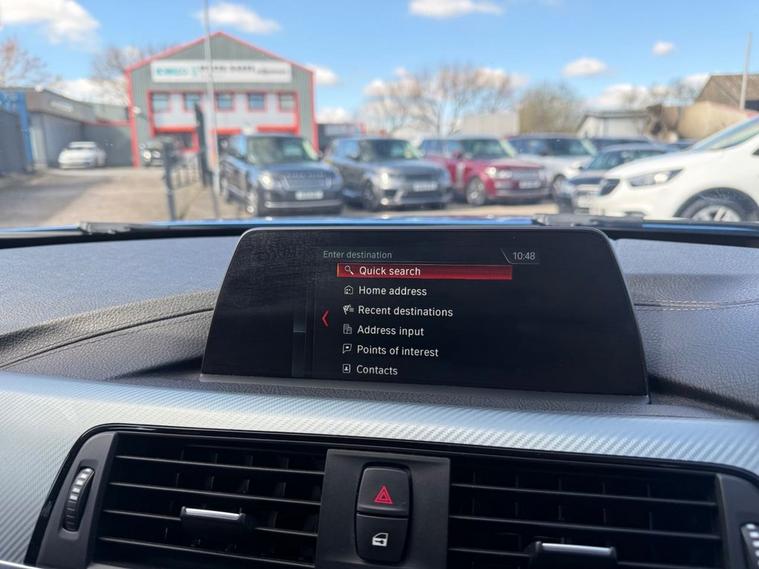 Enter destination
10:48
Quick search
Home address
Recent destinations
Address input
Points of interest
Contacts